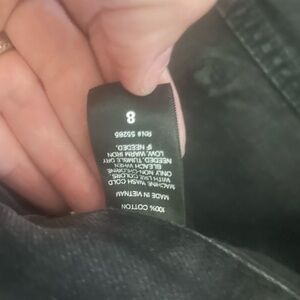 100% COTTON
MADE IN VIETNAM
MACHINE WASH COLD
WITH LIKE COLORS
ONLY NON-CHLORINE
BLEACH WHEN
NEEDED, TUMBLE DRY
LOW, WARM IRON
IF NEEDED.
RN# 55285
8